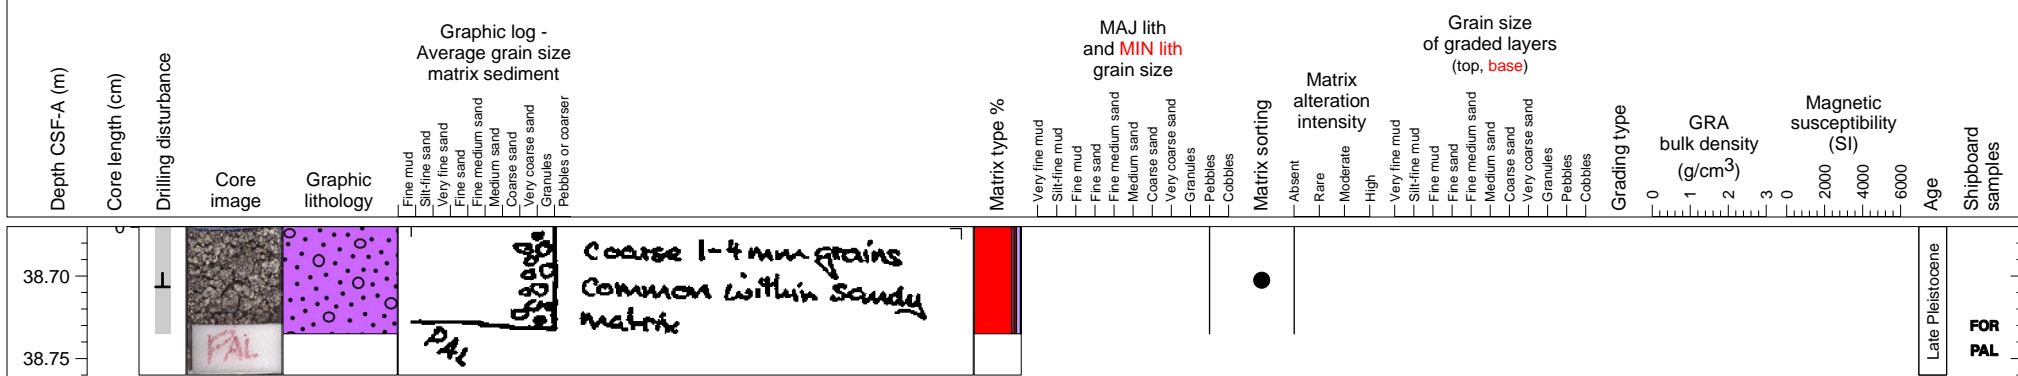 Depth CSF-A (m)
Core length (cm)
Drilling disturbance
Core
image
Graphic
lithology
Graphic log -
Average grain size
matrix sediment
Fine mud
Silt-fine sand
Very fine sand
Fine sand
Fine medium sand
Medium sand
Coarse sand
Very coarse sand
Granules
Pebbles or coarser
Matrix type %
MAJ lith
and MIN lith
grain size
Very fine mud
Silt-fine mud
Fine mud
Fine sand
Fine medium sand
Medium sand
Coarse sand
Very coarse sand
Granules
Pebbles
Cobbles
Matrix sorting
Matrix
alteration
intensity
Absent
Rare
Moderate
High
Grain size
of graded layers
(top, base)
Very fine mud
Silt-fine mud
Fine mud
Fine sand
Fine medium sand
Medium sand
Coarse sand
Very coarse sand
Granules
Pebbles
Cobbles
Grading type
GRA
bulk density
(g/cm3)
0 1 2 3
Magnetic
susceptibility
(SI)
0 2000 4000 6000
Age
Shipboard
samples
0
38.70
38.75
PAL
Coarse 1-4 mm grains
Common within sandy
matrix
PAL
Late Pleistocene
FOR
PAL